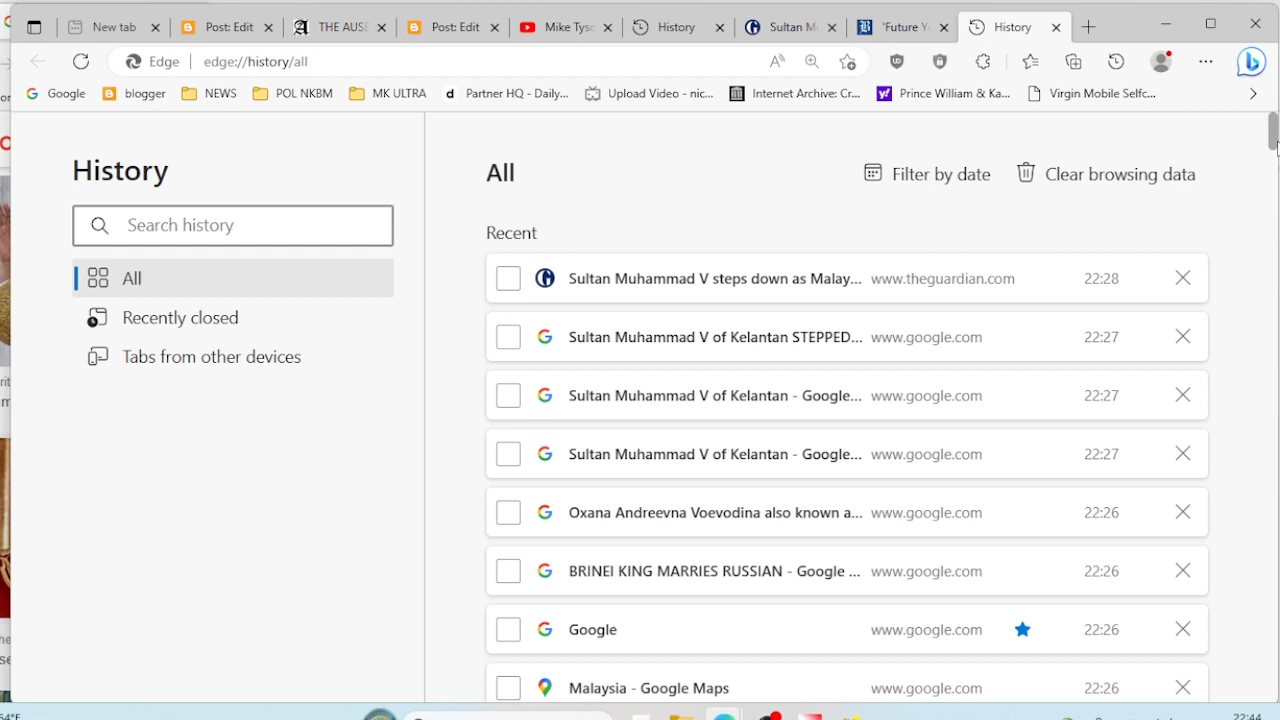 New tab
Post: Edit
THE AUSE
Post: Edit
Mike Tysc
History
Sultan Mu
'Future Yo
History
Edge
edge://history/all
Google
blogger
NEWS
POL NKBM
MK ULTRA
Partner HQ - Daily...
Upload Video - nic...
Internet Archive: Cr...
Prince William & Ka...
Virgin Mobile Selfc...
History
Search history
All
Recently closed
Tabs from other devices
All
Filter by date
Clear browsing data
Recent
Sultan Muhammad V steps down as Malay... www.theguardian.com 22:28
Sultan Muhammad V of Kelantan STEPPED... www.google.com 22:27
Sultan Muhammad V of Kelantan - Google... www.google.com 22:27
Sultan Muhammad V of Kelantan - Google... www.google.com 22:27
Oxana Andreevna Voevodina also known a... www.google.com 22:26
BRINEI KING MARRIES RUSSIAN - Google ... www.google.com 22:26
Google www.google.com 22:26
Malaysia - Google Maps www.google.com 22:26